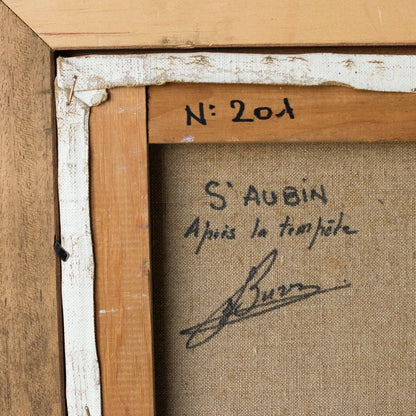 N: 201
S' AUBIN
Après la tempête